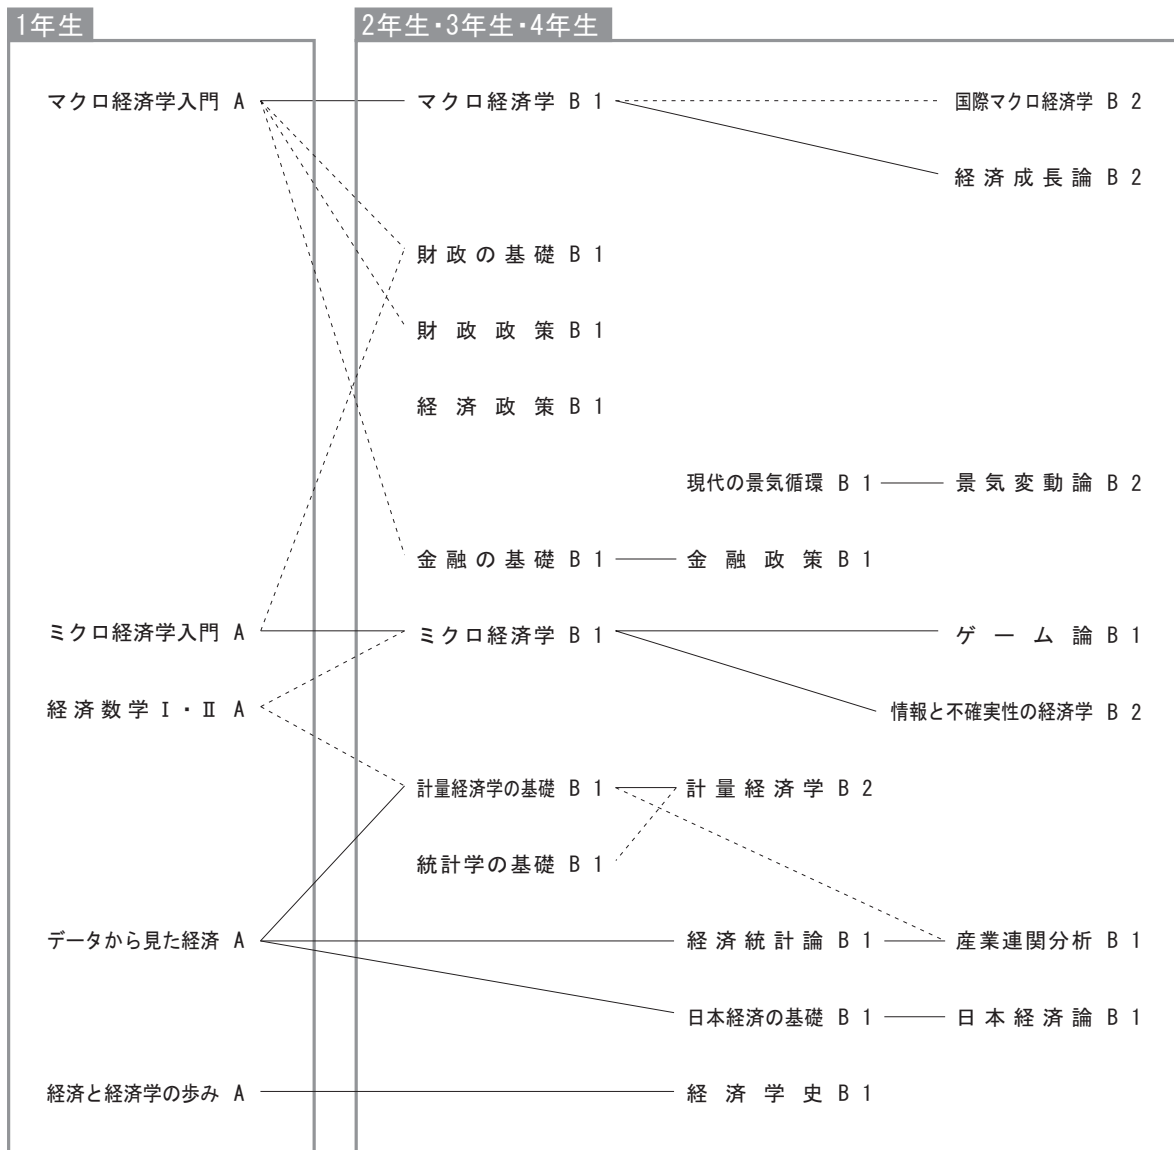 1年生
2年生・3年生・4年生
マクロ経済学入門 A
マクロ経済学 B 1
国際マクロ経済学 B 2
経済成長論 B 2
財政の基礎 B 1
財政政策 B 1
経済政策 B 1
現代の景気循環 B 1
景気変動論 B 2
金融の基礎 B 1
金融政策 B 1
ミクロ経済学入門 A
ミクロ経済学 B 1
ゲーム論 B 1
経済数学 Ⅰ・Ⅱ A
情報と不確実性の経済学 B 2
計量経済学の基礎 B 1
計量経済学 B 2
統計学の基礎 B 1
データから見た経済 A
経済統計論 B 1
産業連関分析 B 1
日本経済の基礎 B 1
日本経済論 B 1
経済と経済学の歩み A
経済学史 B 1